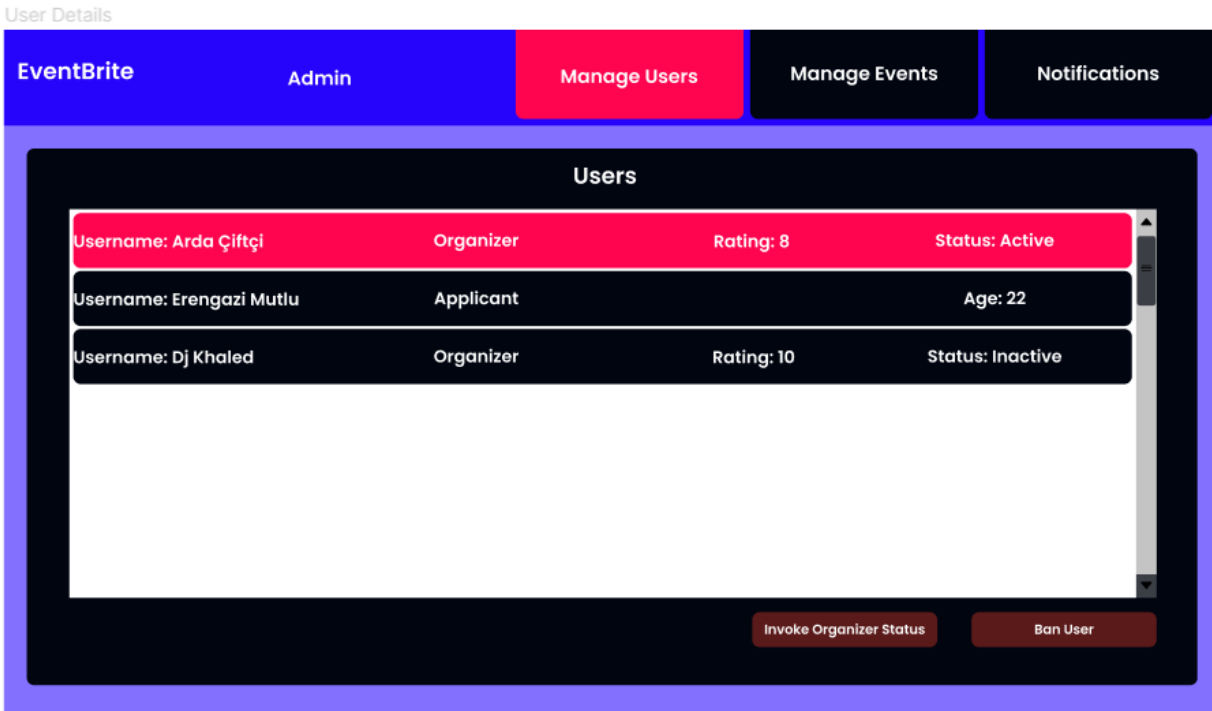 User Details
EventBrite Admin Manage Users Manage Events Notifications
Users
Username: Arda Çiftçi Organizer Rating: 8 Status: Active
Username: Erengazi Mutlu Applicant Age: 22
Username: Dj Khaled Organizer Rating: 10 Status: Inactive
Invoke Organizer Status Ban User